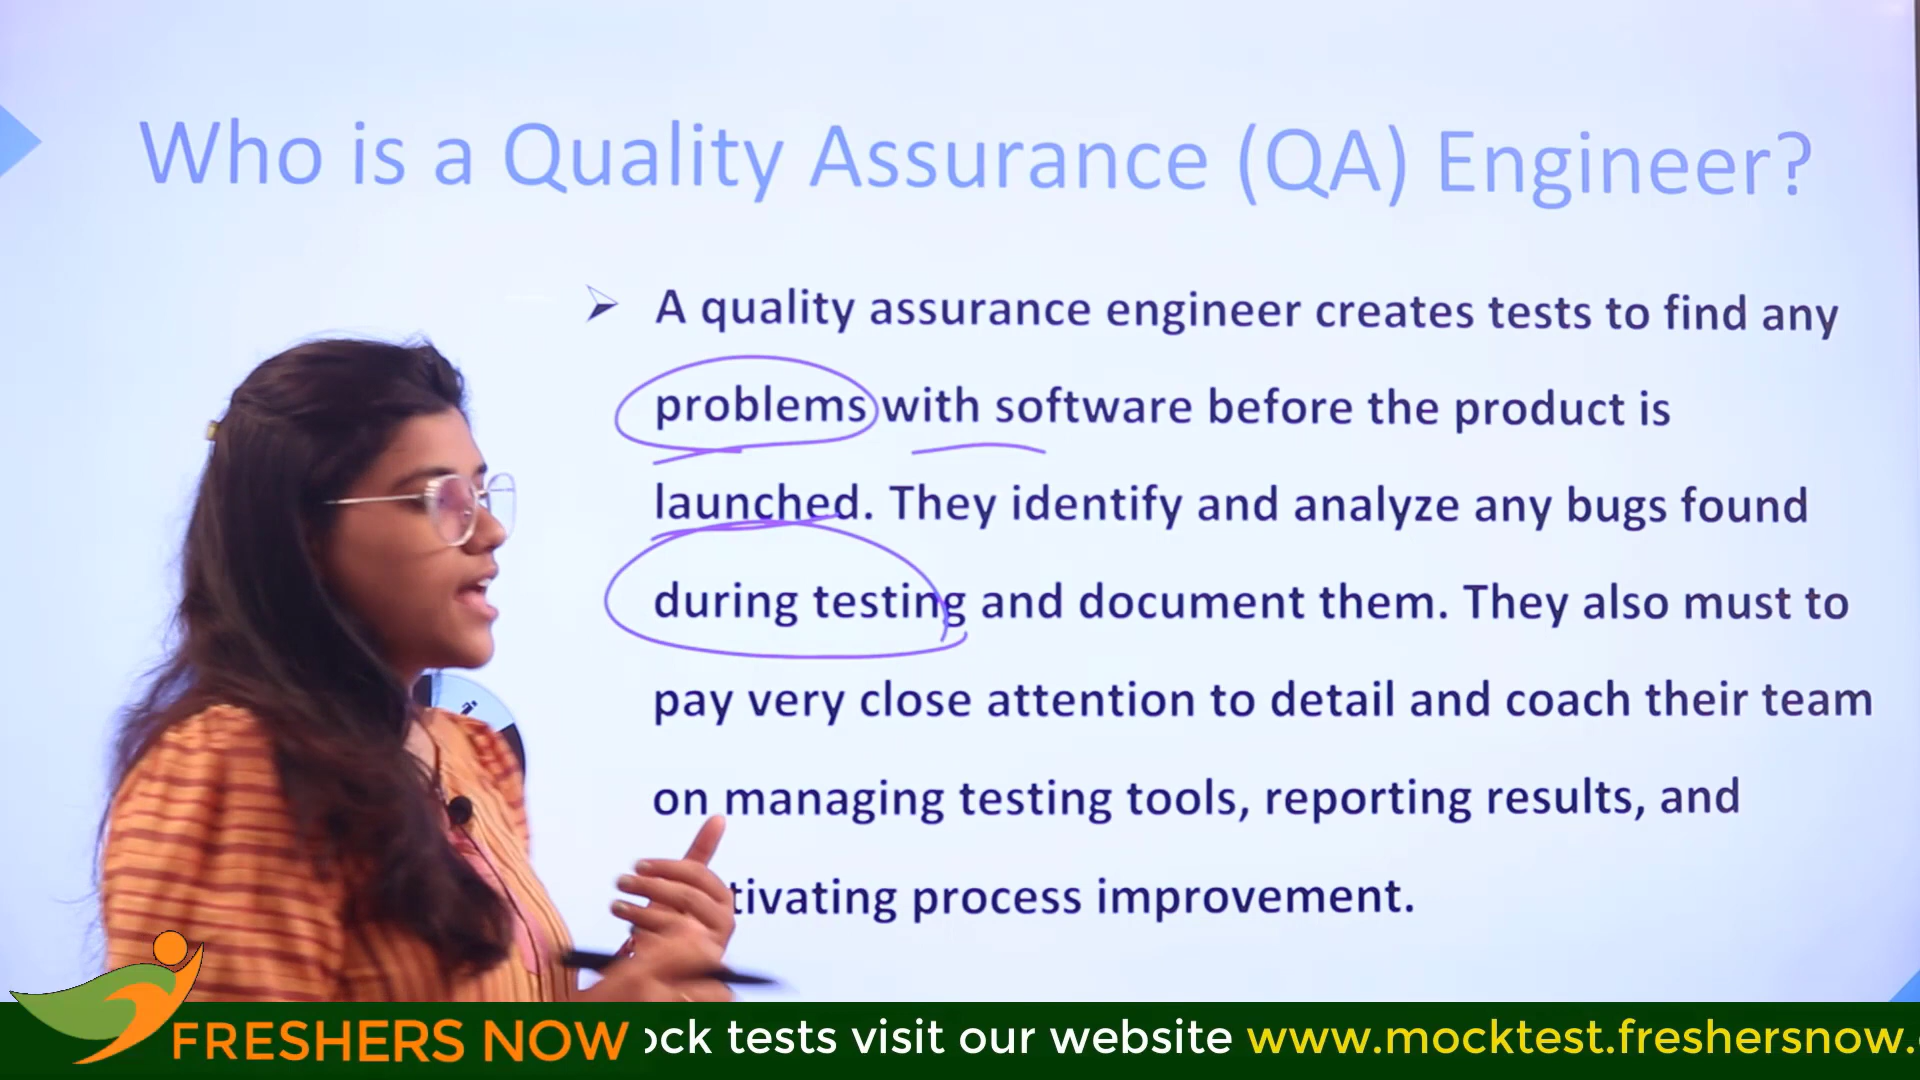 Who is a Quality Assurance (QA) Engineer?
A quality assurance engineer creates tests to find any
problems with software before the product is
launched. They identify and analyze any bugs found
during testing and document them. They also must to
pay very close attention to detail and coach their team
on managing testing tools, reporting results, and
tivating process improvement.
FRESHERS NOW ock tests visit our website www.mocktest.freshersnow.